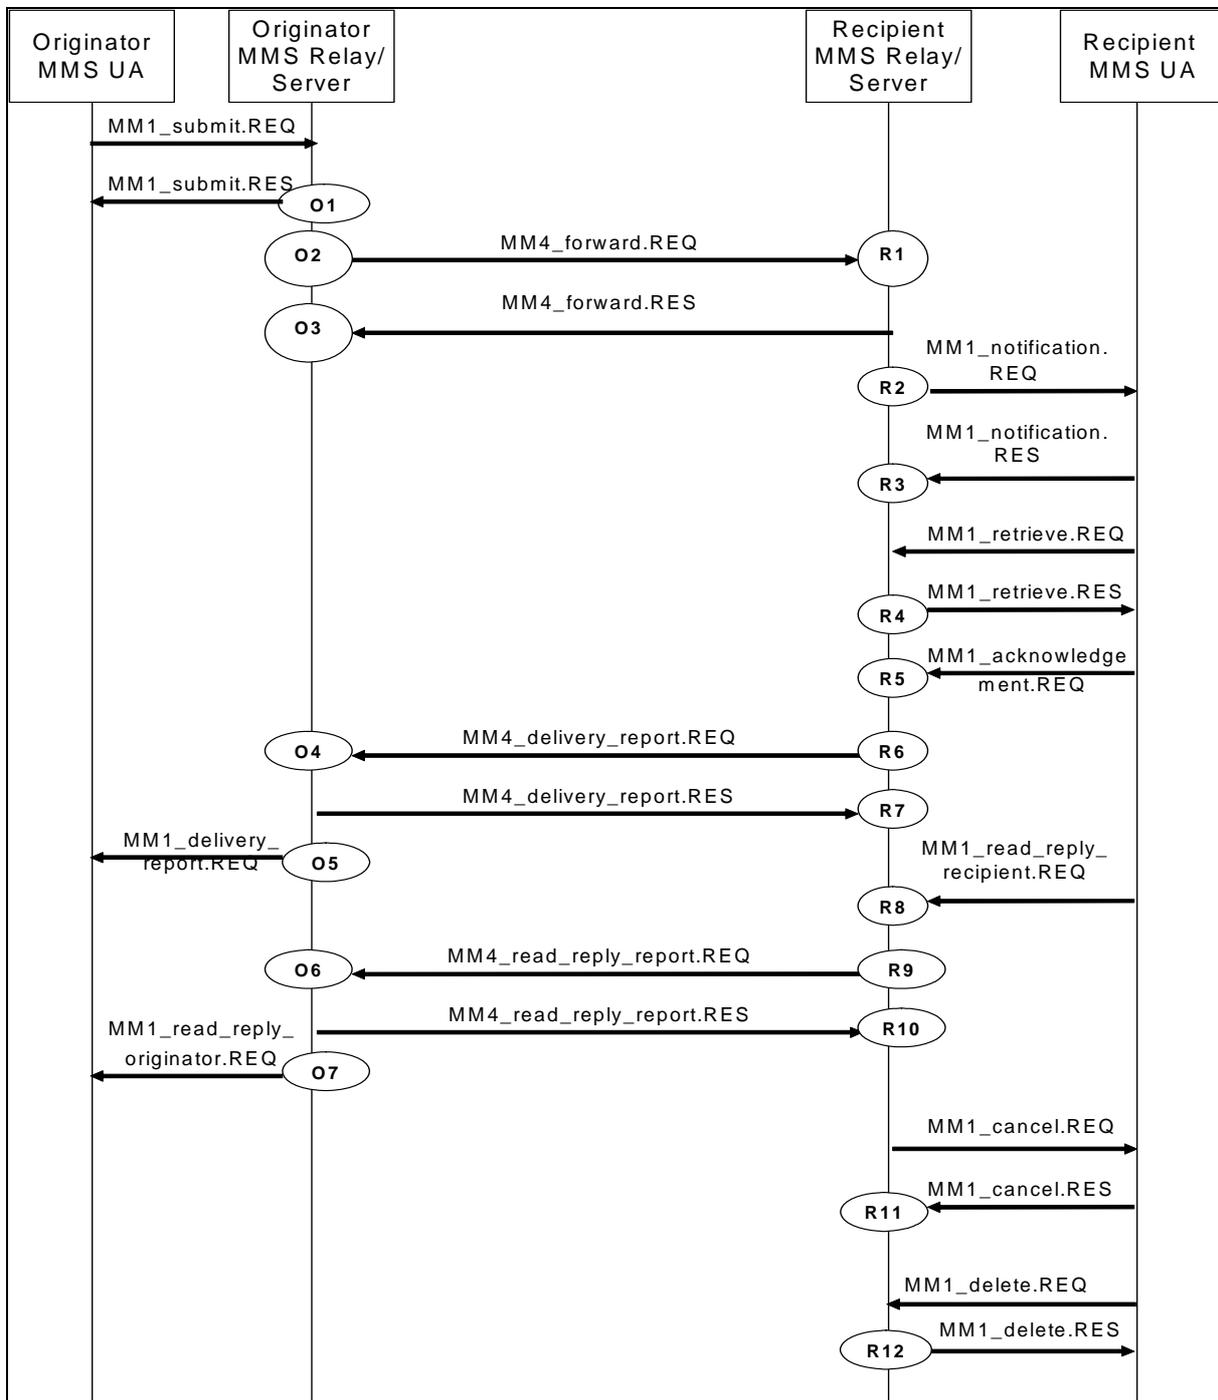 Originator
MMS UA
Originator
MMS Relay/
Server
Recipient
MMS Relay/
Server
Recipient
MMS UA
MM1_submit.REQ
MM1_submit.RES
O1
O2
MM4_forward.REQ
R1
MM4_forward.RES
O3
MM1_notification.
REQ
R2
MM1_notification.
RES
R3
MM1_retrieve.REQ
MM1_retrieve.RES
R4
MM1_acknowledge
ment.REQ
R5
O4
MM4_delivery_report.REQ
R6
MM4_delivery_report.RES
R7
MM1_delivery_
report.REQ
O5
MM1_read_reply_
recipient.REQ
R8
O6
MM4_read_reply_report.REQ
R9
MM4_read_reply_report.RES
R10
MM1_read_reply_
originator.REQ
O7
MM1_cancel.REQ
MM1_cancel.RES
R11
MM1_delete.REQ
MM1_delete.RES
R12